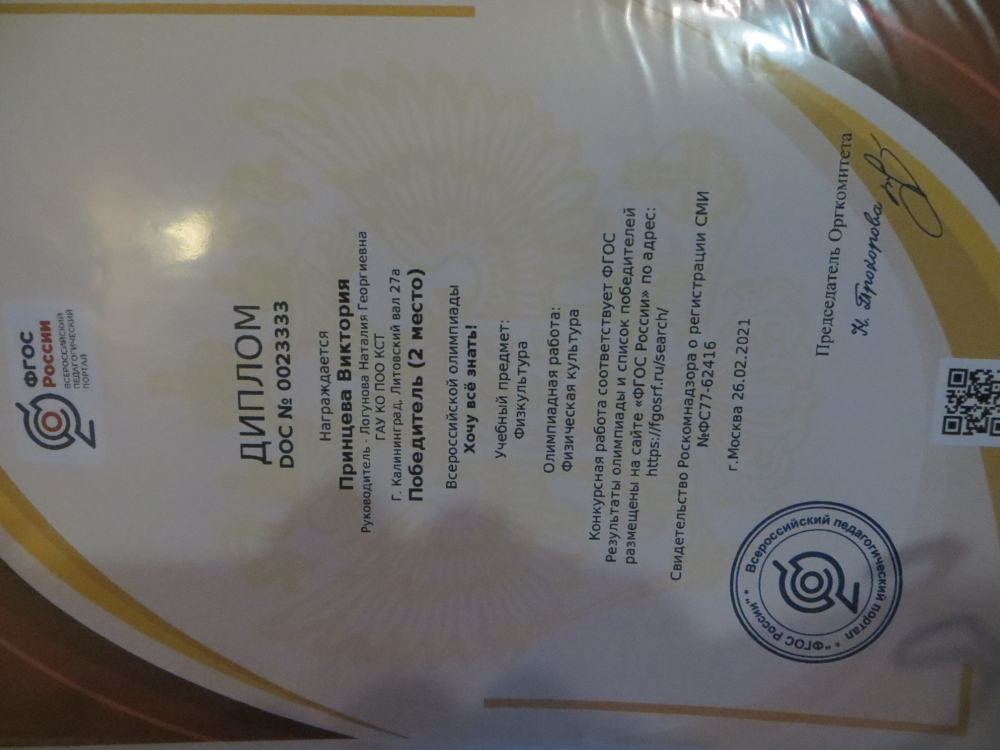 ФГОС
России
ВСЕРОССИЙСКИЙ
ПЕДАГОГИЧЕСКИЙ
ПОРТАЛ
ДИПЛОМ
DOC № 0023333
Награждается
Принцева Виктория
Руководитель - Логунова Наталия Георгиевна
ГАУ КО ПОО КСТ
г. Калининград, Литовский вал 27а
Победитель (2 место)
Всероссийской олимпиады
Хочу всё знать!
Учебный предмет:
Физкультура
Олимпиадная работа:
Физическая культура
Конкурсная работа соответствует ФГОС
Результаты олимпиады и список победителей
размещены на сайте «ФГОС России» по адрес:
https://fgosrf.ru/search/
Свидетельство Роскомнадзора о регистрации СМИ
№ФС77-62416
г.Москва 26.02.2021
Председатель Оргкомитета
Н. Прохорова
Всероссийский педагогический портал * "ФГОС России" *